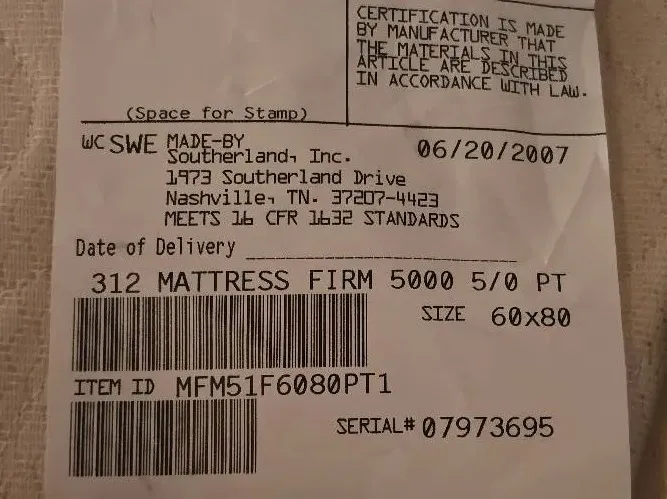 CERTIFICATION IS MADE
BY MANUFACTURER THAT
THE MATERIALS IN THIS
ARTICLE ARE DESCRIBED
IN ACCORDANCE WITH LAW.
(Space for Stamp)
WC SWE MADE-BY 06/20/2007
Southerland, Inc.
1973 Southerland Drive
Nashville, TN. 37207-4423
MEETS 16 CFR 1632 STANDARDS
Date of Delivery
312 MATTRESS FIRM 5000 5/0 PT
SIZE 60x80
ITEM ID MFM51F6080PT1
SERIAL# 07973695